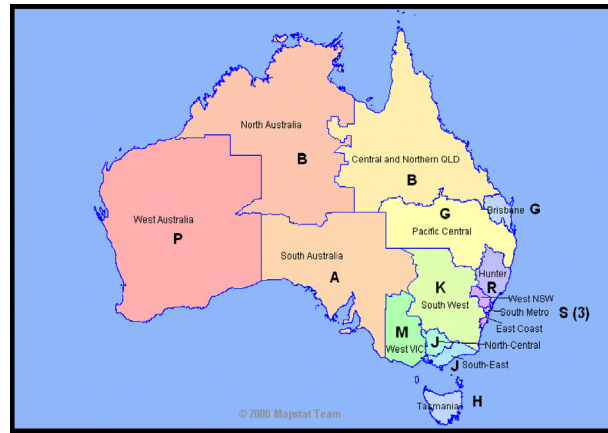 North Australia
B
Central and Northern QLD
B
G
Brisbane G
Pacific Central
West Australia
P
South Australia
A
Hunter
K
R
South West
West NSW
South Metro
S (3)
East Coast
M
J
North-Central
West VIC
J South-East
Tasmania H
© 2000 Mapstat Team